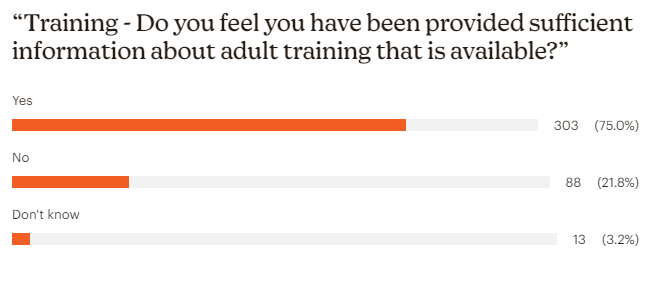 “Training - Do you feel you have been provided sufficient
information about adult training that is available?”
Yes
303 (75.0%)
No
88 (21.8%)
Don't know
13 (3.2%)